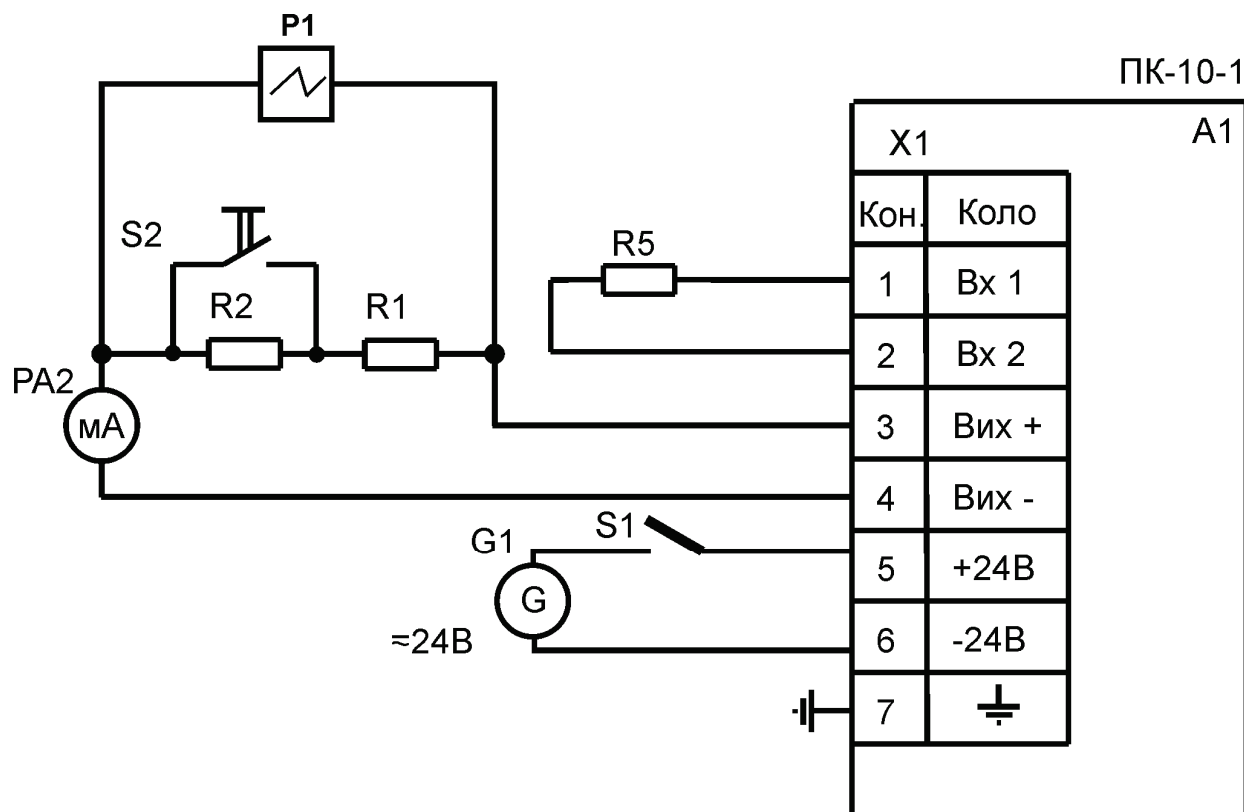 P1
ПК-10-1
X1
A1
Кон.
Коло
S2
R5
1
Вх 1
R2
R1
2
Вх 2
PA2
мА
3
Вих +
4
Вих -
G1
S1
5
+24В
G
≈24В
6
-24В
7